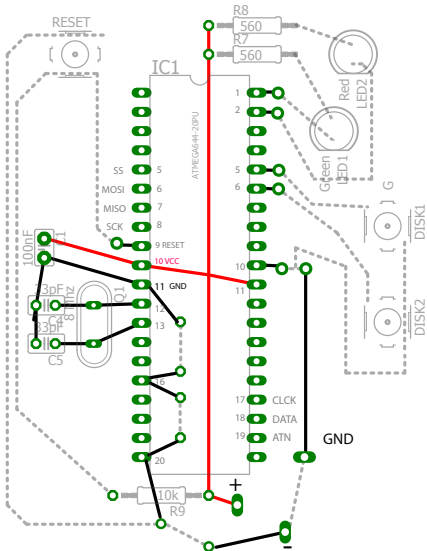 RESET
R8
560
R7
560
IC1
ATMEGA644-20PU
Red
LED2
Green
LED1
1
2
SS
5
5
MOSI
6
6
MISO
7
SCK
8
9 RESET
10 VCC
10
11 GND
11
12
13
16
17
CLCK
18
DATA
19
ATN
20
100nF
33pF
C4
33pF
C5
Q1
G
DISK1
DISK2
GND
10k
R9
+
-